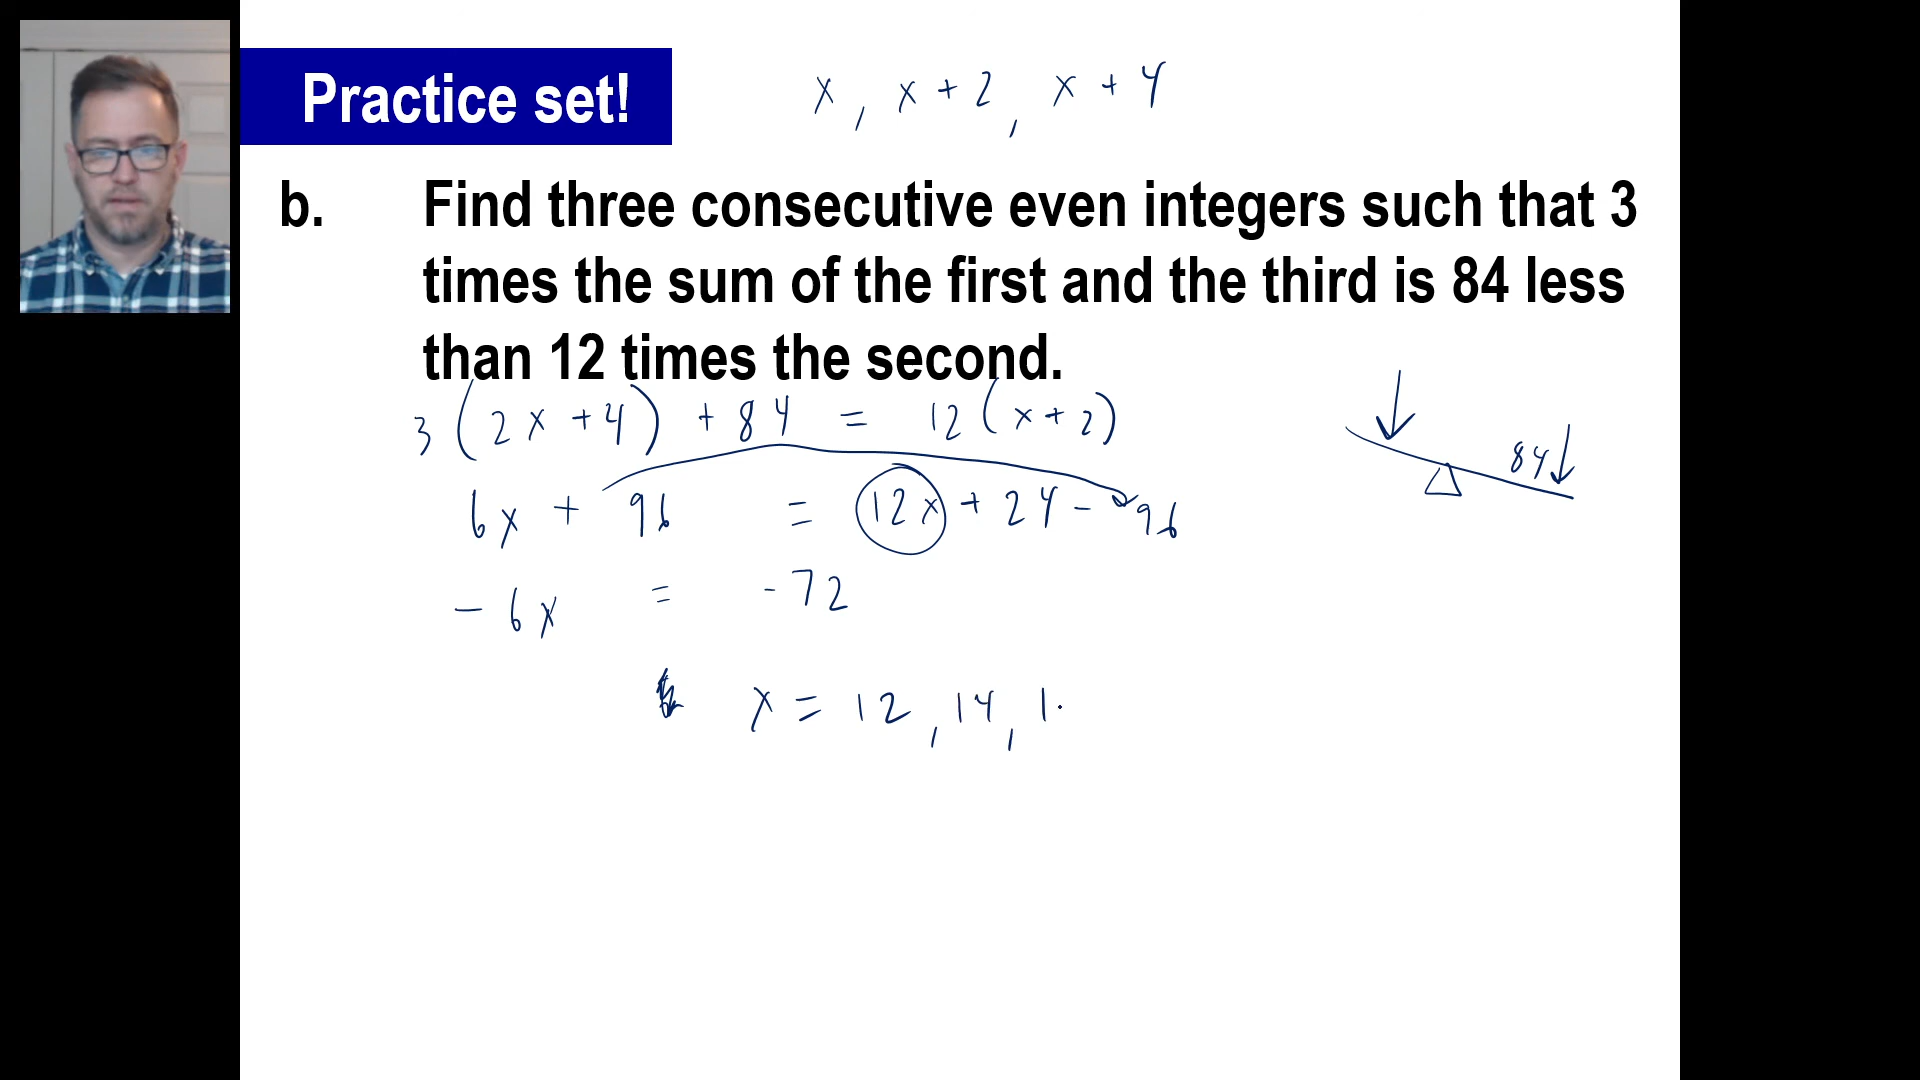 Practice set!
x, x + 2, x + 4
b. Find three consecutive even integers such that 3
times the sum of the first and the third is 84 less
than 12 times the second.
3 (2x + 4) + 84 = 12 (x + 2)
84
6x + 96 = 12x + 24 - 96
- 6x = -72
x = 12, 14, 1